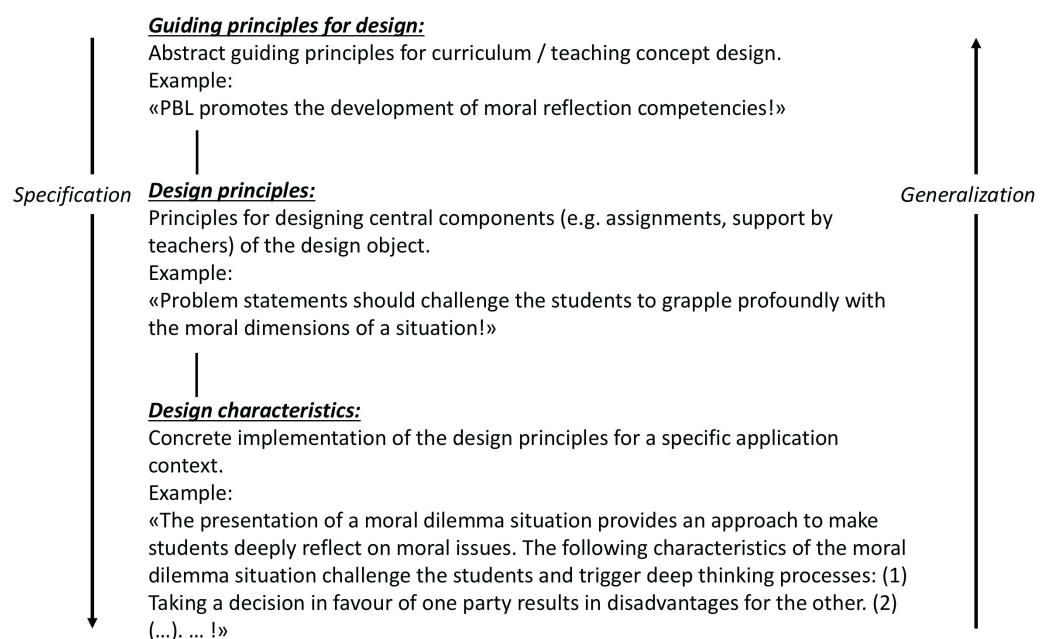 Guiding principles for design:
Abstract guiding principles for curriculum / teaching concept design.
Example:
«PBL promotes the development of moral reflection competencies!»
Specification
Design principles:
Generalization
Principles for designing central components (e.g. assignments, support by
teachers) of the design object.
Example:
«Problem statements should challenge the students to grapple profoundly with
the moral dimensions of a situation!»
Design characteristics:
Concrete implementation of the design principles for a specific application
context.
Example:
«The presentation of a moral dilemma situation provides an approach to make
students deeply reflect on moral issues. The following characteristics of the moral
dilemma situation challenge the students and trigger deep thinking processes: (1)
Taking a decision in favour of one party results in disadvantages for the other. (2)
(…). … !»